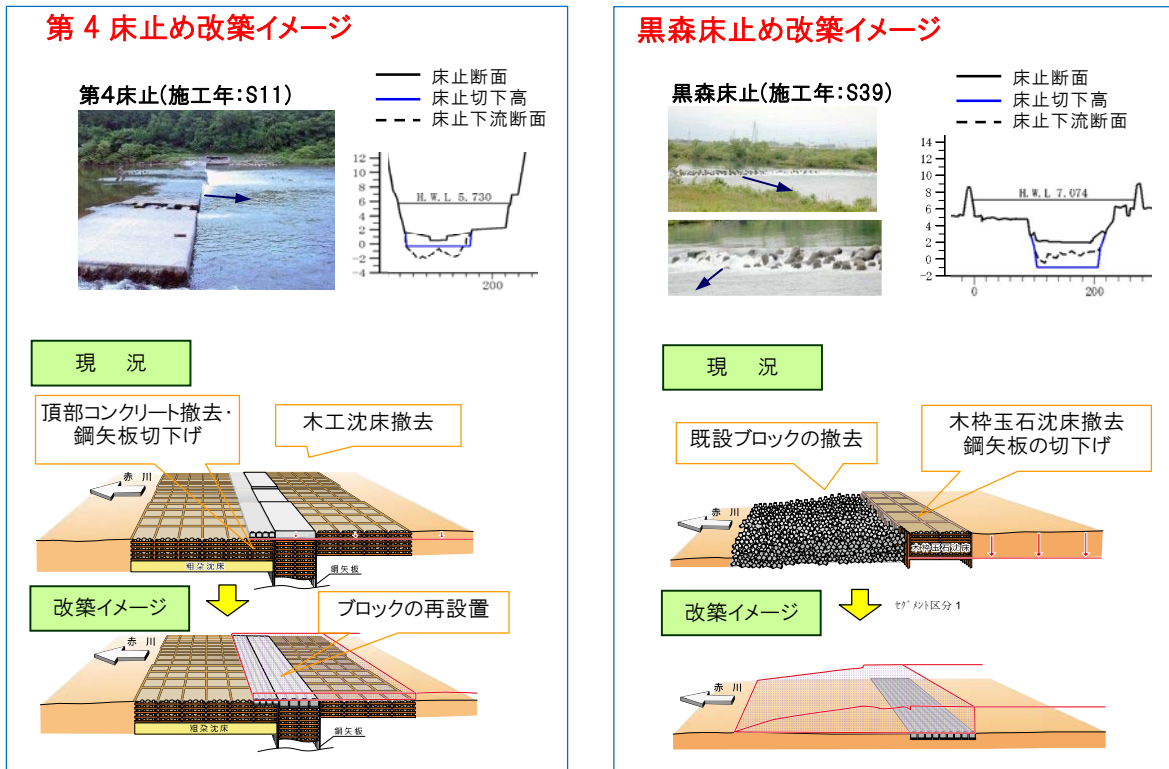 第4床止め改築イメージ
第4床止(施工年:S11)
床止断面
床止切下高
床止下流断面
12
10
8
6
4
2
0
-2
-4
H.W.L 5.730
200
現 況
頂部コンクリート撤去・
鋼矢板切下げ
木工沈床撤去
赤 川
粗朶沈床
鋼矢板
改築イメージ
ブロックの再設置
赤 川
粗朶沈床
鋼矢板
黒森床止め改築イメージ
黒森床止(施工年:S39)
床止断面
床止切下高
床止下流断面
14
12
10
8
6
4
2
0
-2
H.W.L 7.074
0
200
現 況
既設ブロックの撤去
木枠玉石沈床撤去
鋼矢板の切下げ
赤 川
木枠玉石沈床
改築イメージ
セグメント区分1
赤 川